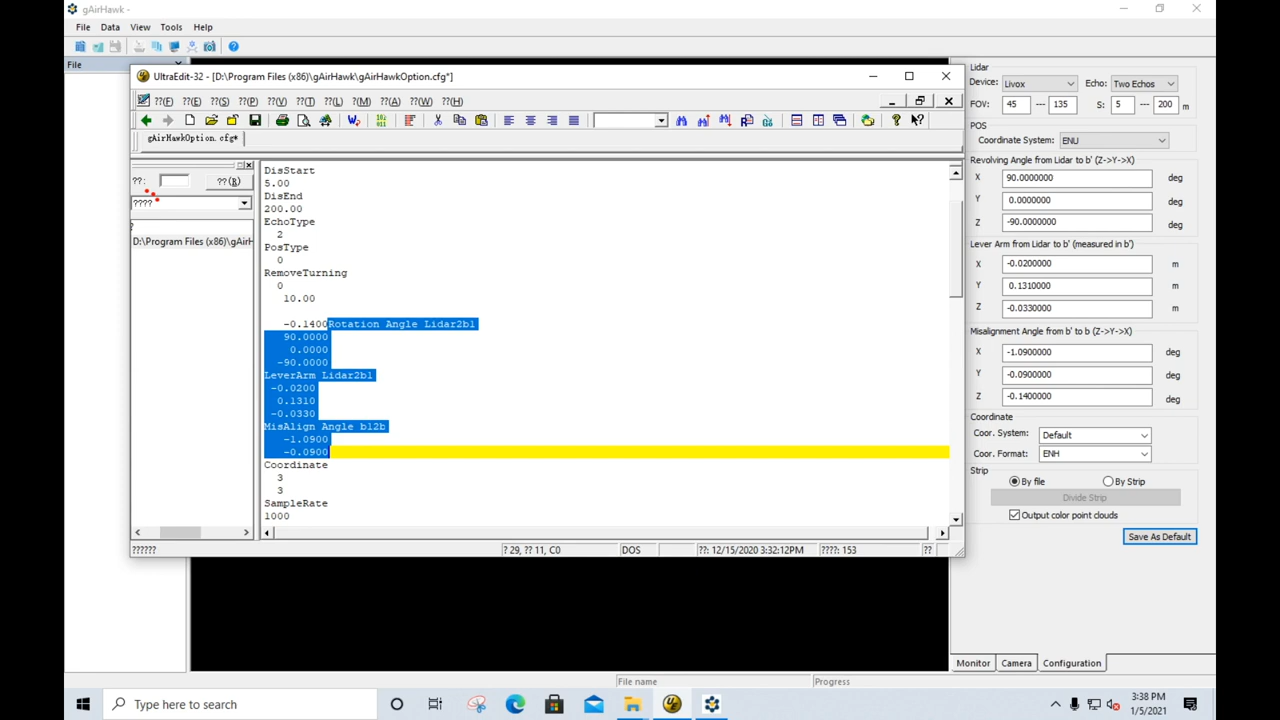 gAirHawk -
File Data View Tools Help
File
UltraEdit-32 - [D:\Program Files (x86)\gAirHawk\gAirHawkOption.cfg*]
??(F) ??(E) ??(S) ??(P) ??(V) ??(T) ??(L) ??(M) ??(A) ??(W) ??(H)
gAirHawkOption.cfg*
??: ??(R)
????
?
D:\Program Files (x86)\gAirH
DisStart
5.00
DisEnd
200.00
EchoType
2
PosType
0
RemoveTurning
0
10.00
-0.1400Rotation Angle Lidar2b1
90.0000
0.0000
-90.0000
LeverArm Lidar2b1
-0.0200
0.1310
-0.0330
MisAlign Angle b12b
-1.0900
-0.0900
Coordinate
3
3
SampleRate
1000
?????? ? 29, ?? 11, C0 DOS ??: 12/15/2020 3:32:12PM ????: 153 ??
Lidar
Device: Livox Echo: Two Echos
FOV: 45 --- 135 S: 5 --- 200 m
POS
Coordinate System: ENU
Revolving Angle from Lidar to b' (Z->Y->X)
X 90.0000000 deg
Y 0.0000000 deg
Z -90.0000000 deg
Lever Arm from Lidar to b' (measured in b')
X -0.0200000 m
Y 0.1310000 m
Z -0.0330000 m
Misalignment Angle from b' to b (Z->Y->X)
X -1.0900000 deg
Y -0.0900000 deg
Z -0.1400000 deg
Coordinate
Coor. System: Default
Coor. Format: ENH
Strip
By file By Strip
Divide Strip
Output color point clouds
Save As Default
Monitor Camera Configuration
File name Progress
Type here to search
3:38 PM
1/5/2021